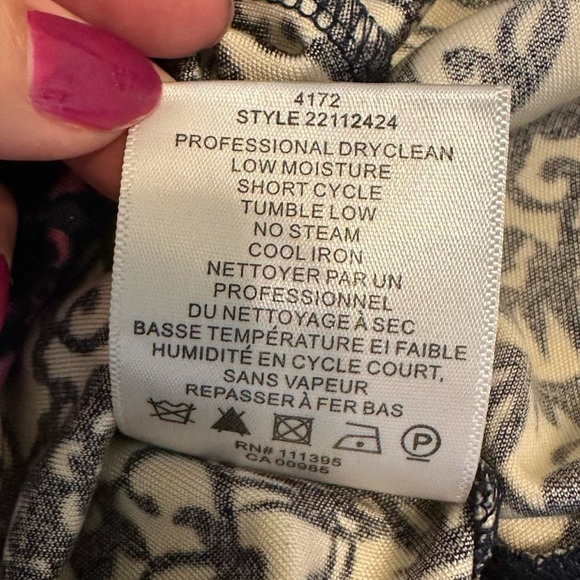 4172
STYLE 22112424
PROFESSIONAL DRYCLEAN
LOW MOISTURE
SHORT CYCLE
TUMBLE LOW
NO STEAM
COOL IRON
NETTOYER PAR UN
PROFESSIONNEL
DU NETTOYAGE À SEC
BASSE TEMPÉRATURE EI FAIBLE
HUMIDITÉ EN CYCLE COURT,
SANS VAPEUR
REPASSER À FER BAS
P
RN# 111395
CA 00985